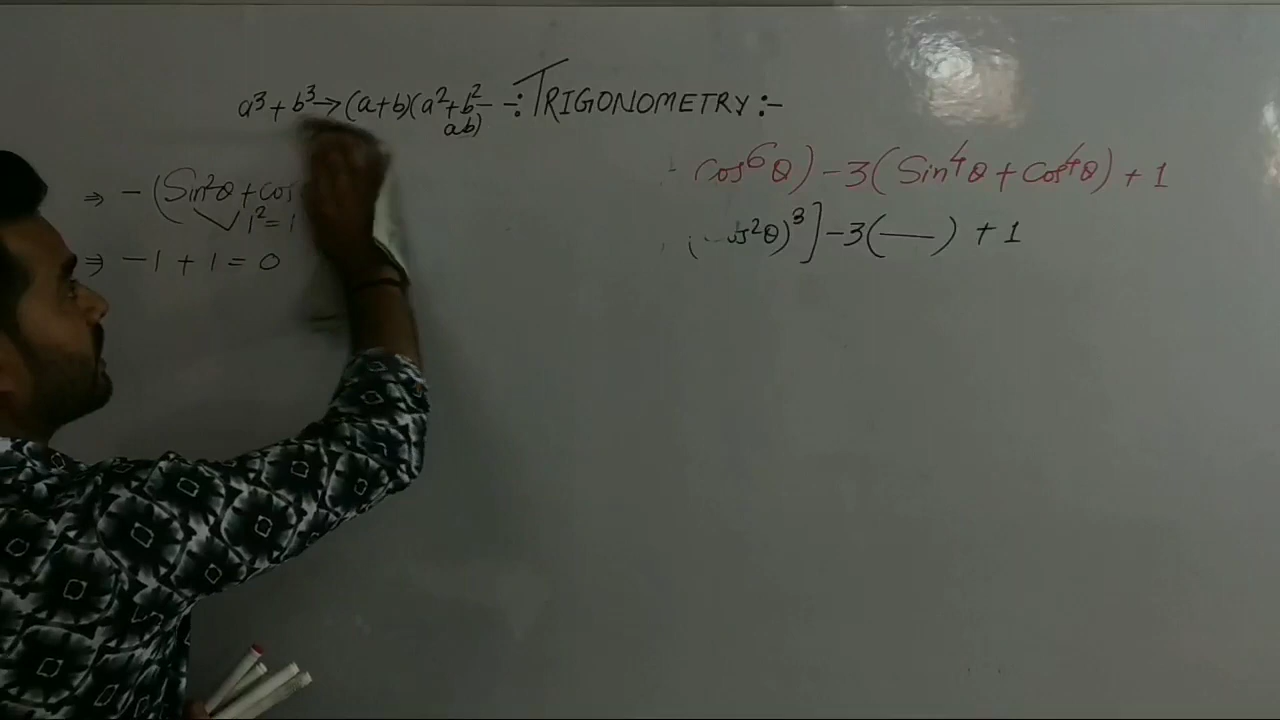 a³ + b³ → (a+b)(a²+b²- -: TRIGONOMETRY :-
ab)
Cos⁶θ) -3(Sin⁴θ + Cos⁴θ) + 1
⇒ -(Sin²θ + cos
1² = 1
s²θ)³] -3(—) + 1
⇒ -1 + 1 = 0